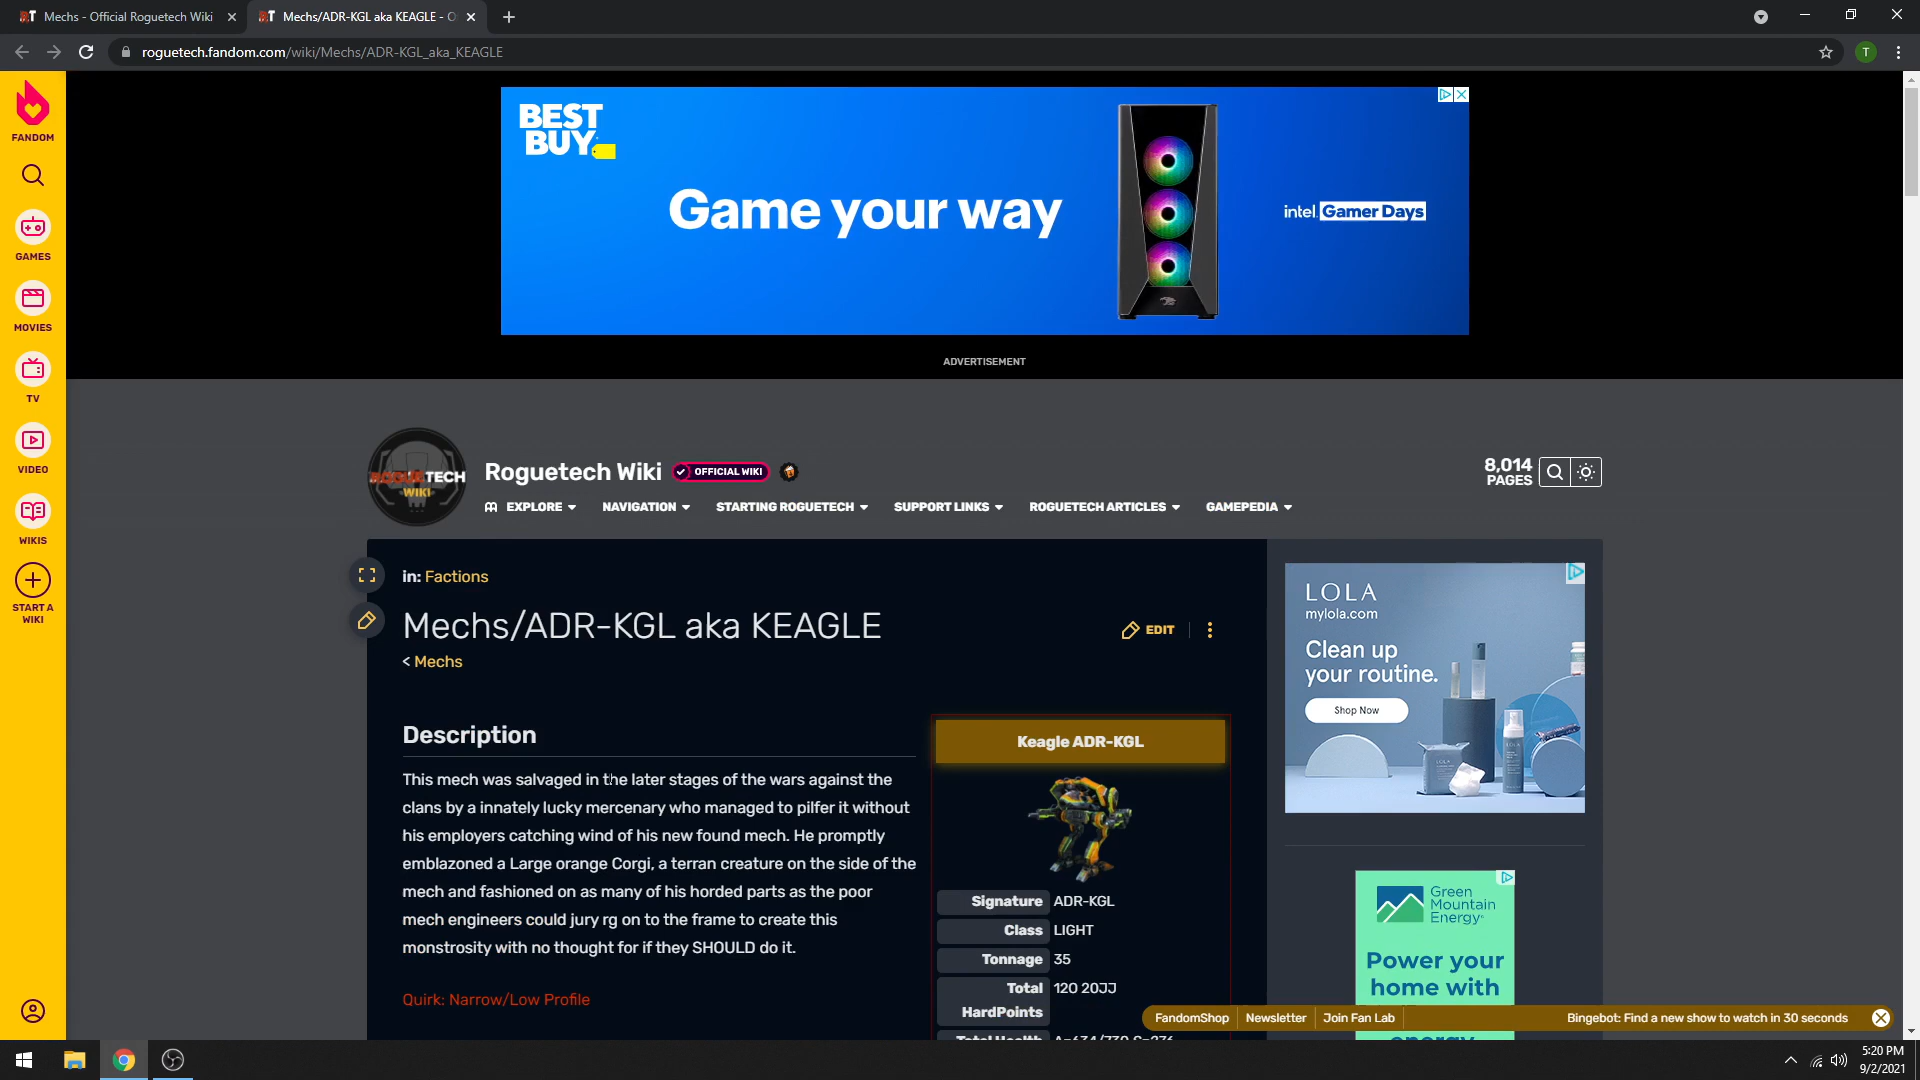 Mechs - Official Roguetech Wiki
Mechs/ADR-KGL aka KEAGLE - O
roguetech.fandom.com/wiki/Mechs/ADR-KGL_aka_KEAGLE
T
FANDOM
GAMES
MOVIES
TV
VIDEO
WIKIS
START A
WIKI
BEST
BUY
Game your way
intel. Gamer Days
ADVERTISEMENT
ROGUETECH
WIKI
Roguetech Wiki
OFFICIAL WIKI
8,014
PAGES
EXPLORE
NAVIGATION
STARTING ROGUETECH
SUPPORT LINKS
ROGUETECH ARTICLES
GAMEPEDIA
in: Factions
Mechs/ADR-KGL aka KEAGLE
EDIT
< Mechs
Description
This mech was salvaged in the later stages of the wars against the
clans by a innately lucky mercenary who managed to pilfer it without
his employers catching wind of his new found mech. He promptly
emblazoned a Large orange Corgi, a terran creature on the side of the
mech and fashioned on as many of his horded parts as the poor
mech engineers could jury rg on to the frame to create this
monstrosity with no thought for if they SHOULD do it.
Quirk: Narrow/Low Profile
Keagle ADR-KGL
Signature ADR-KGL
Class LIGHT
Tonnage 35
Total 12O 20JJ
HardPoints
Total Health
LOLA
mylola.com
Clean up
your routine.
Shop Now
Green
Mountain
Energy
Power your
home with
energy
FandomShop
Newsletter
Join Fan Lab
Bingebot: Find a new show to watch in 30 seconds
5:20 PM
9/2/2021